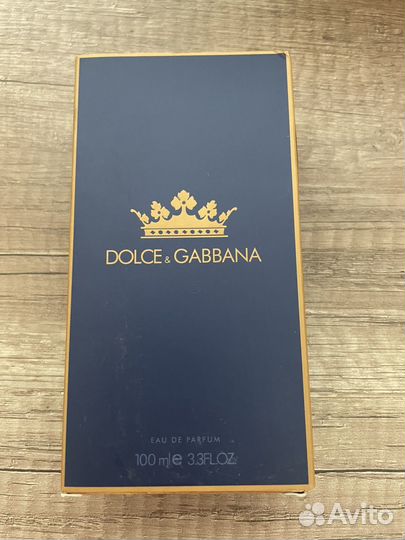 DOLCE & GABBANA
EAU DE PARFUM
100 ml e 3.3FL.OZ.
Avito